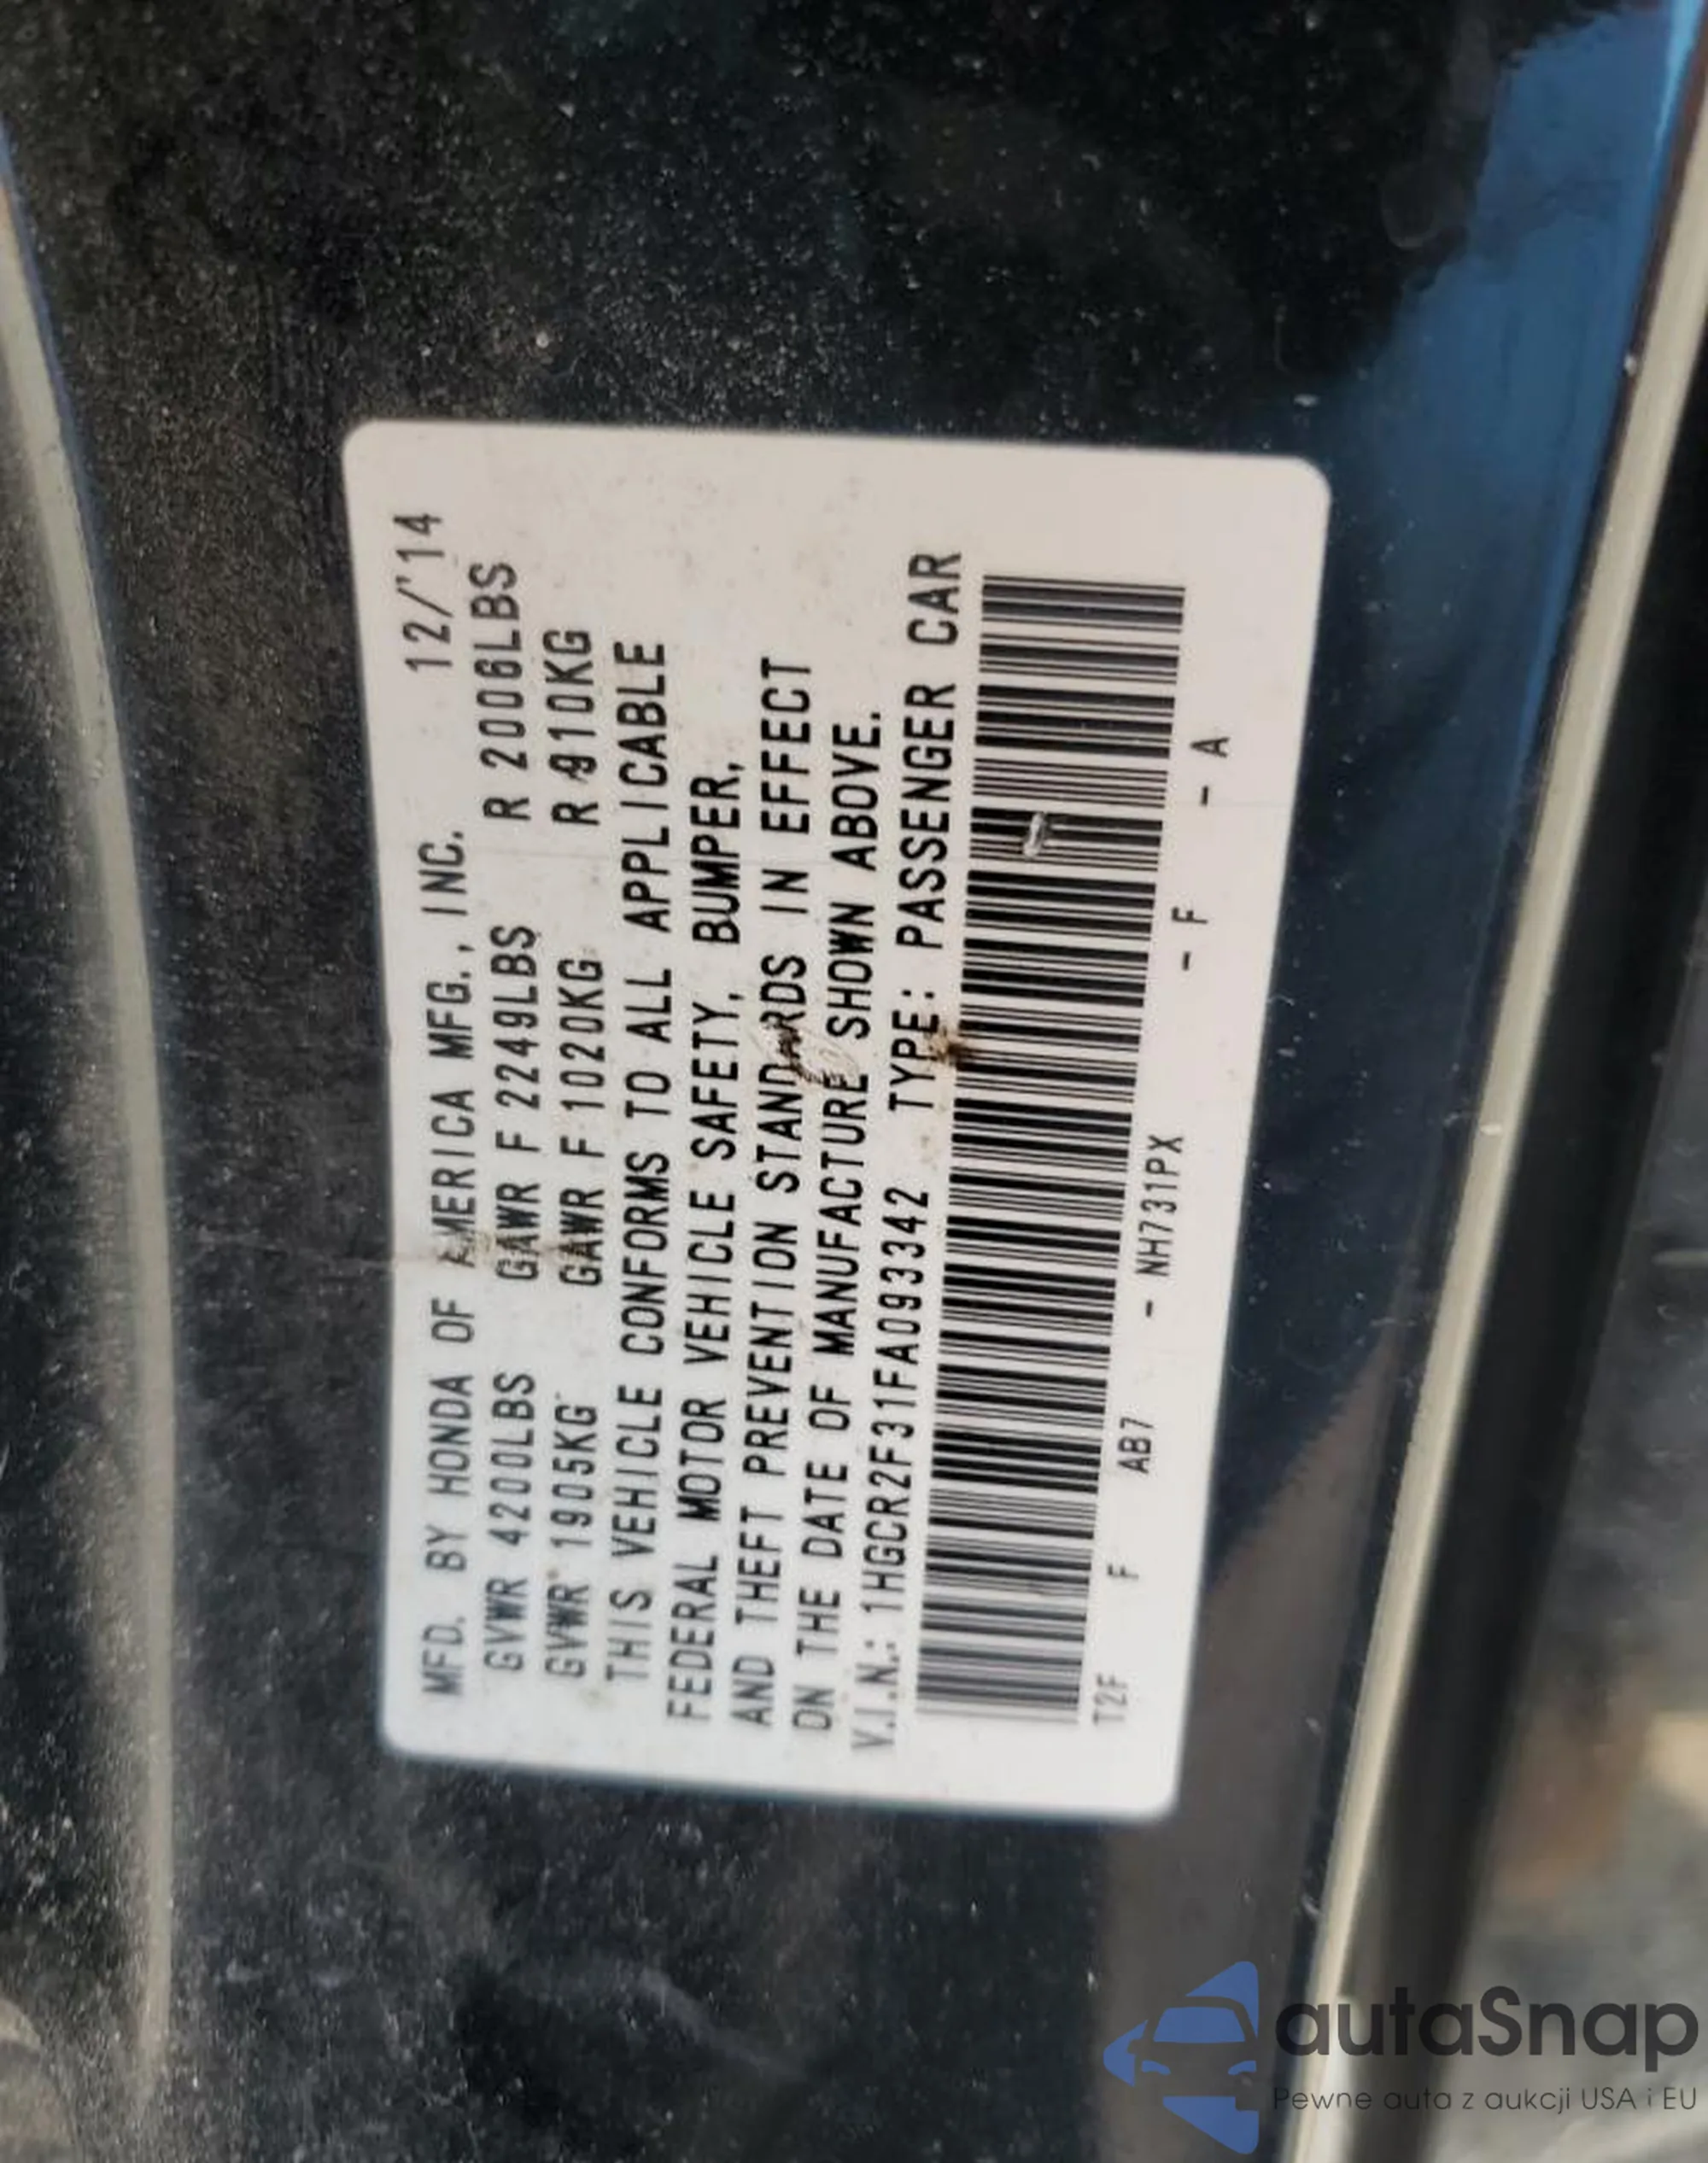 MFD. BY HONDA OF AMERICA MFG., INC. 12/'14
GVWR 4200LBS GAWR F 2249LBS R 2006LBS
GVWR 1905KG GAWR F 1020KG R 910KG
THIS VEHICLE CONFORMS TO ALL APPLICABLE
FEDERAL MOTOR VEHICLE SAFETY, BUMPER,
AND THEFT PREVENTION STANDARDS IN EFFECT
ON THE DATE OF MANUFACTURE SHOWN ABOVE.
V.I.N.: 1HGCR2F31FA093342 TYPE: PASSENGER CAR
T2F F AB7 - NH731PX - F - A
autaSnap
Pewne auta z aukcji USA i EU